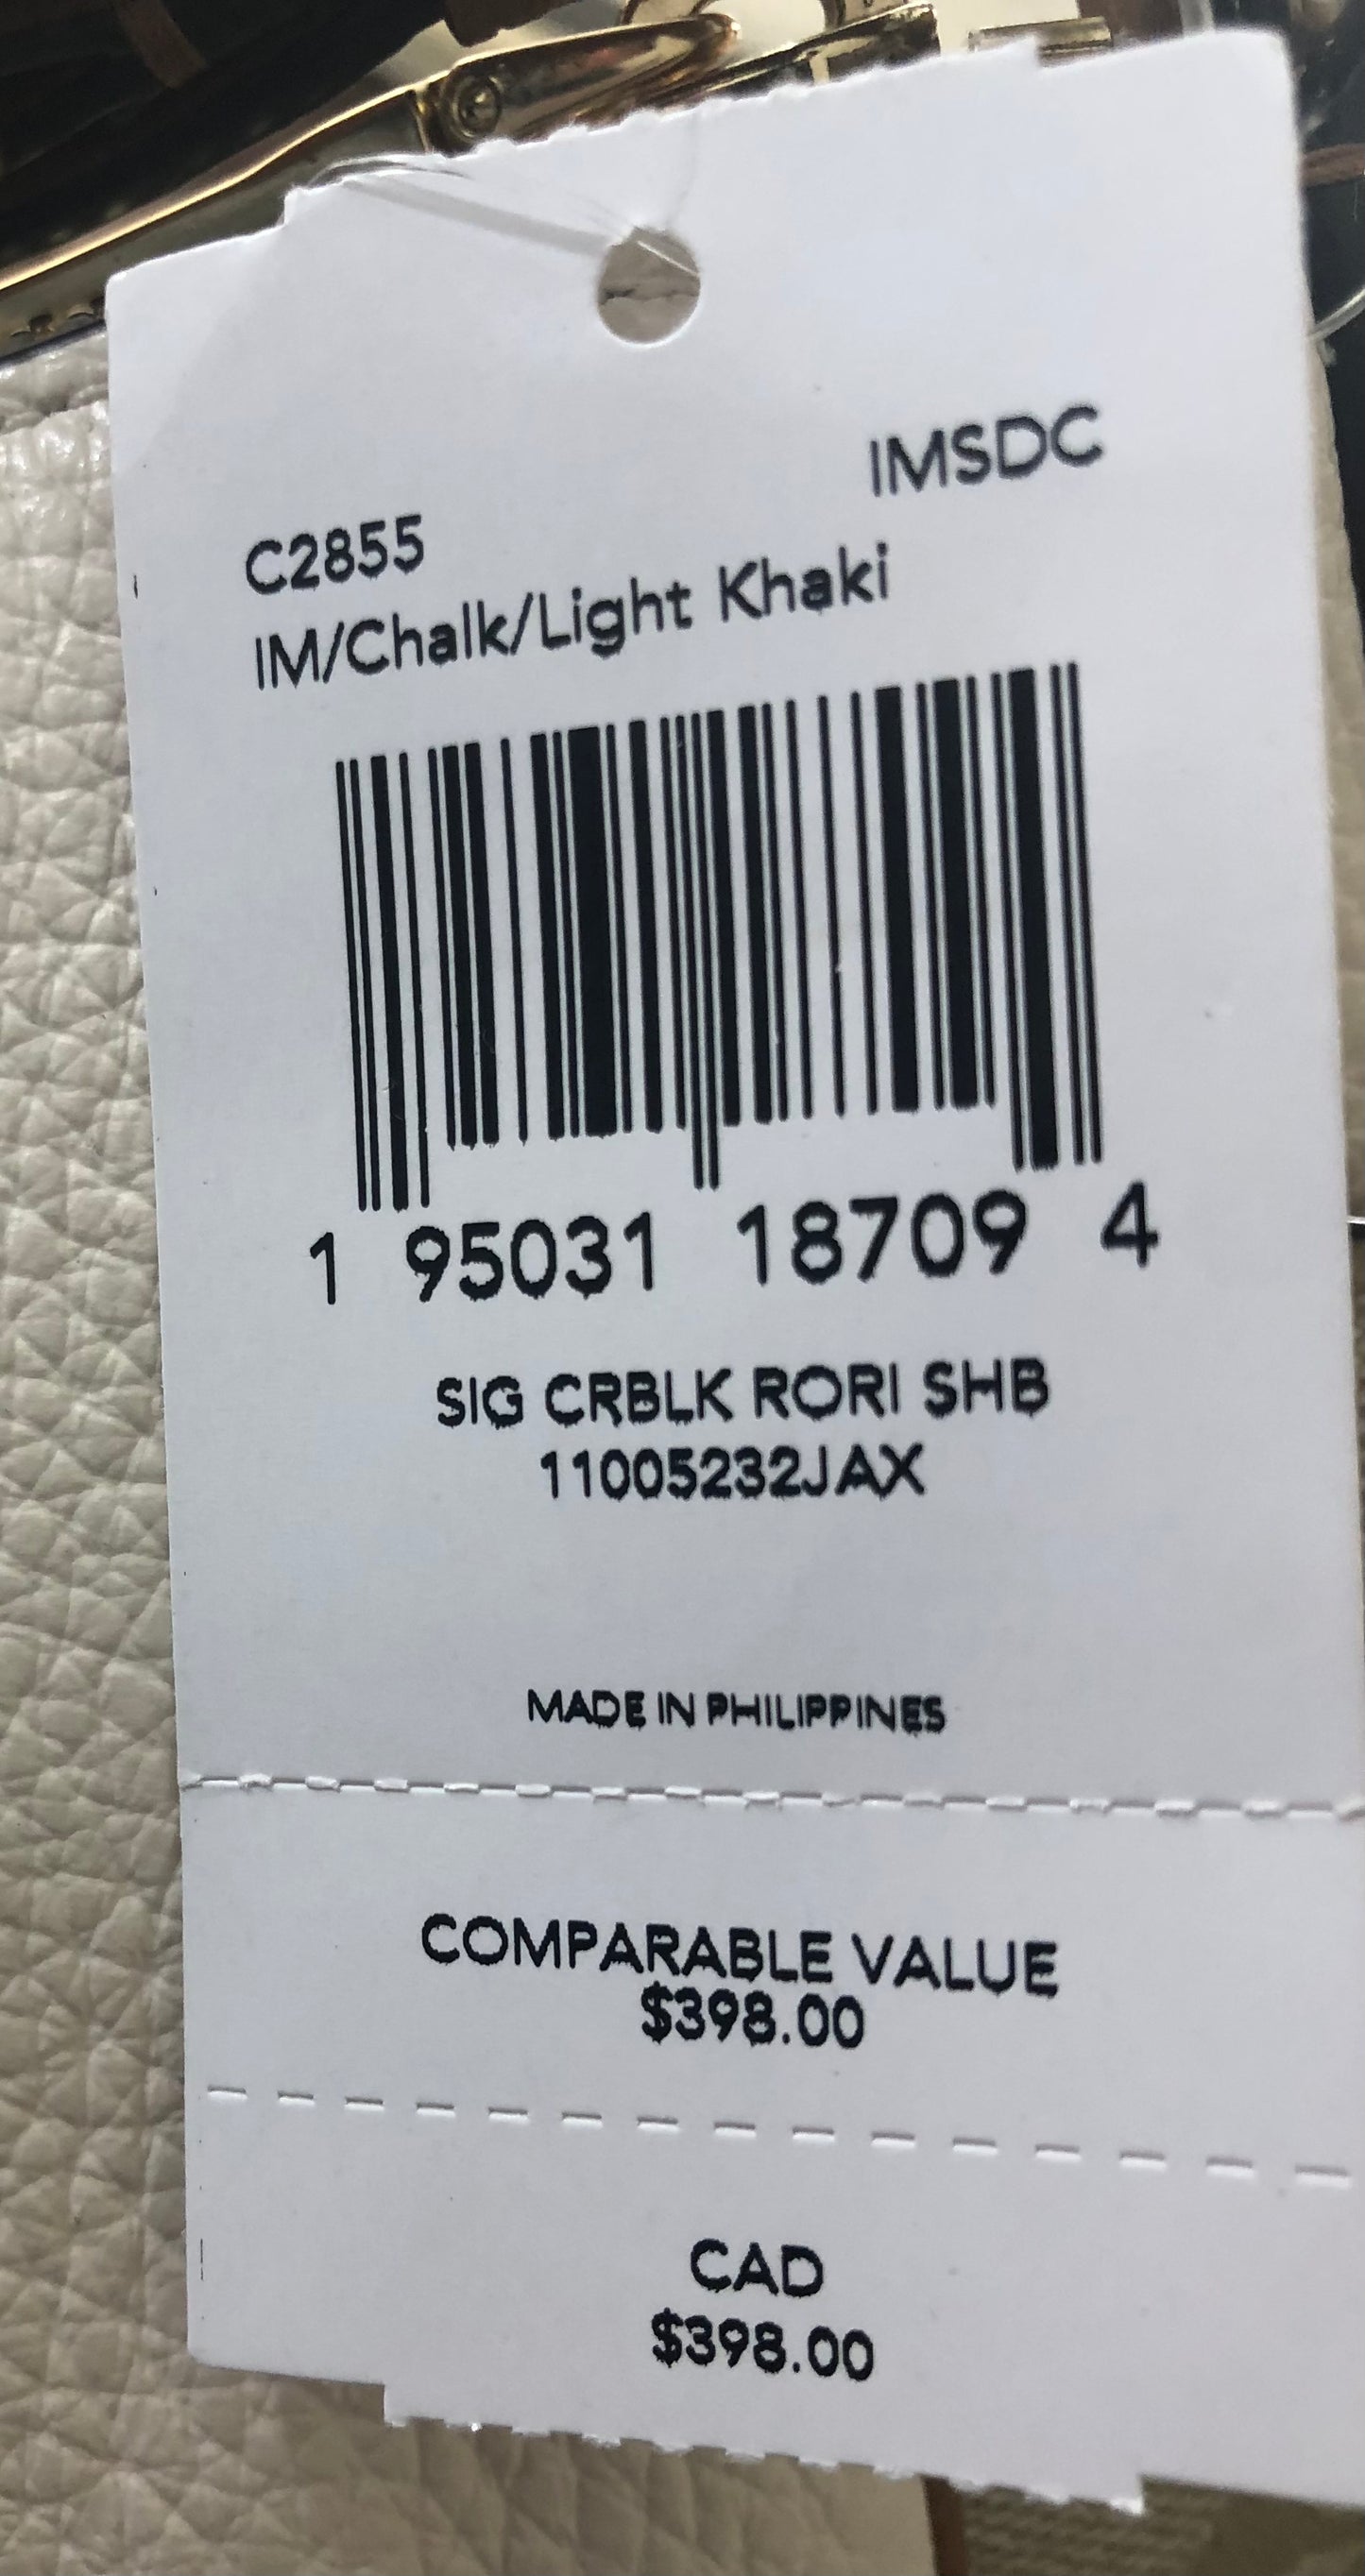 IMSDC
C2855
IM/Chalk/Light Khaki
1 95031 18709 4
SIG CRBLK RORI SHB
11005232JAX
MADE IN PHILIPPINES
COMPARABLE VALUE
$398.00
CAD
$398.00